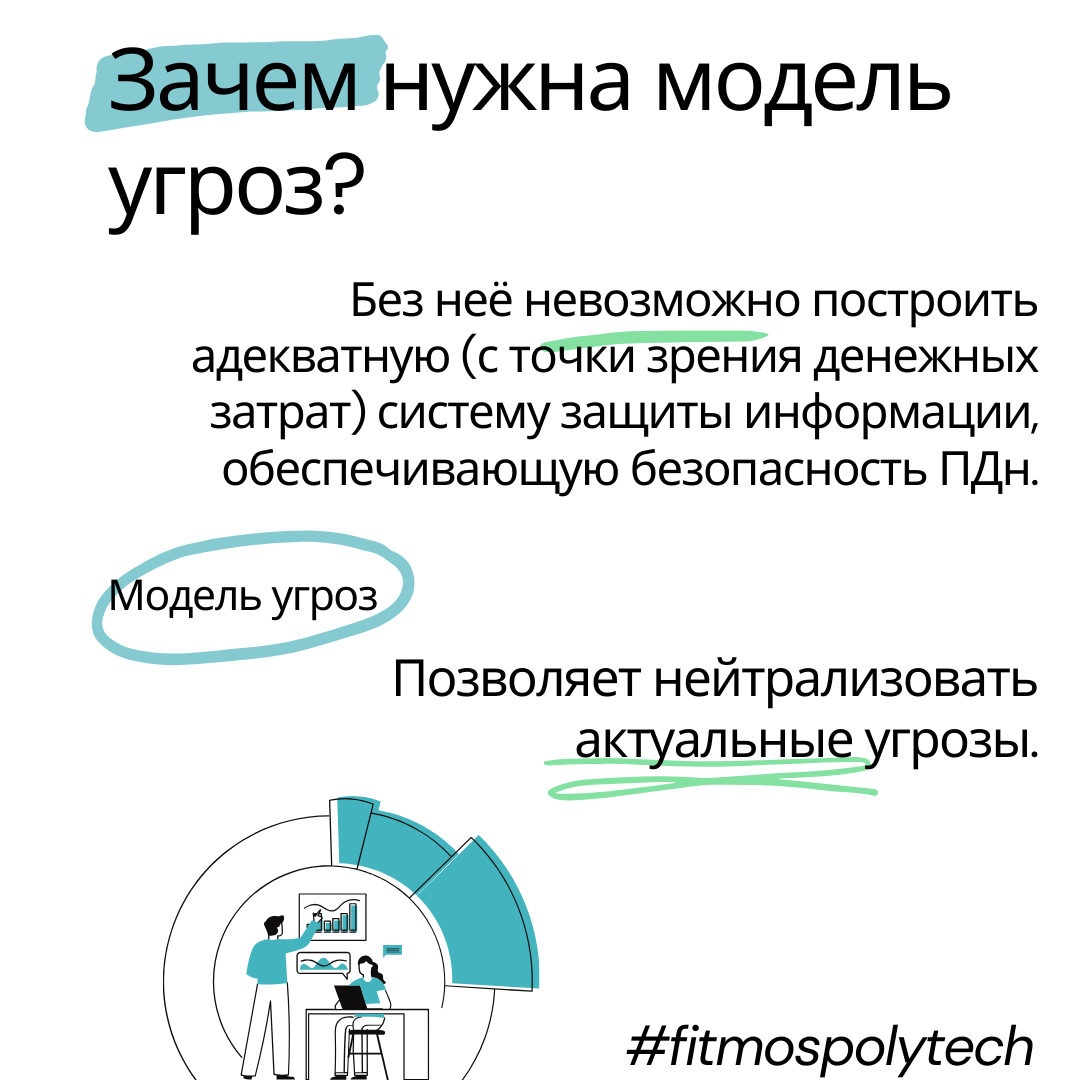 Зачем нужна модель
угроз?
Без неё невозможно построить
адекватную (с точки зрения денежных
затрат) систему защиты информации,
обеспечивающую безопасность ПДн.
Модель угроз
Позволяет нейтрализовать
актуальные угрозы.
#fitmospolytech